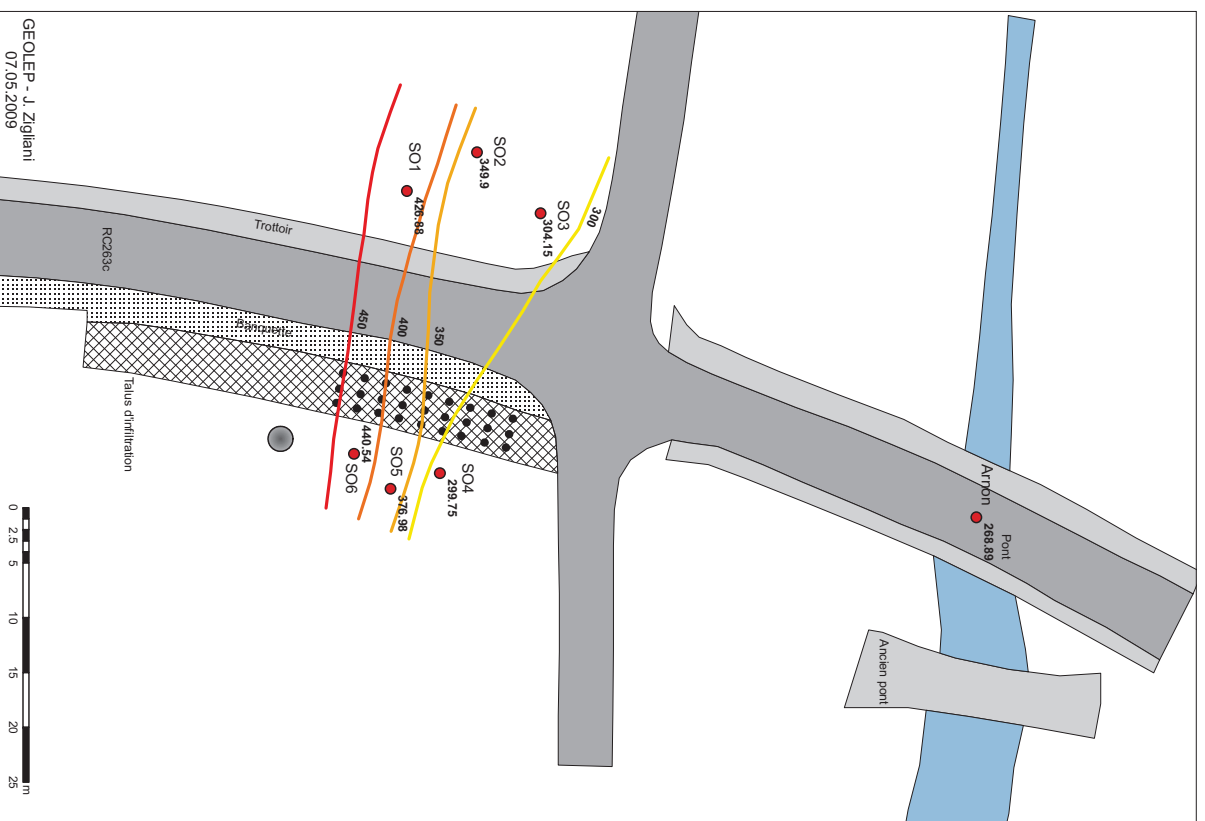 GEOLEP - J. Zigliani
07.05.2009
SO2
349.9
SO1
426.88
SO3
304.15
300
Trottoir
RC263c
Banquette
450
400
350
Talus d'infiltration
440.54
SO6
SO5
376.98
SO4
299.75
Arnon
Pont
268.89
Ancien pont
0 2.5 5 10 15 20 25 m